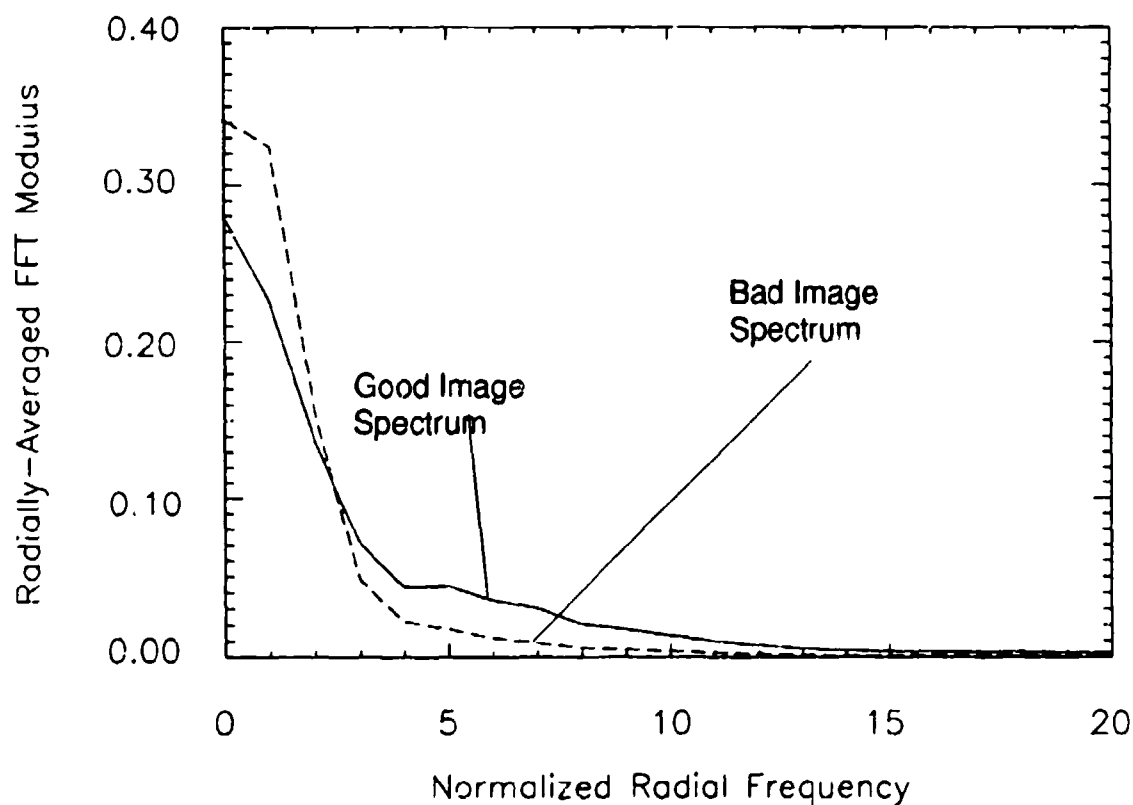 0.40
0.30
0.20
0.10
0.00
Radially-Averaged FFT Moduius
Bad Image
Spectrum
Good Image
Spectrum
0 5 10 15 20
Normalized Radial Frequency